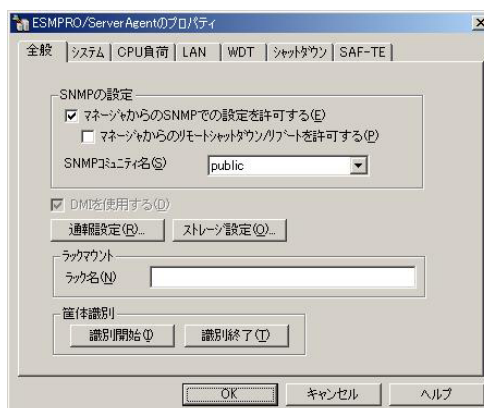 ESMPRO/ServerAgentのプロパティ
全般 システム CPU負荷 LAN WDT シャットダウン SAF-TE
SNMPの設定
マネージャからのSNMPでの設定を許可する(E)
マネージャからのリモートシャットダウン/リブートを許可する(P)
SNMPコミュニティ名(S) public
DMIを使用する(D)
通報設定(R)... ストレージ設定(O)...
ラックマウント
ラック名(N)
筐体識別
識別開始(I) 識別終了(T)
OK キャンセル ヘルプ